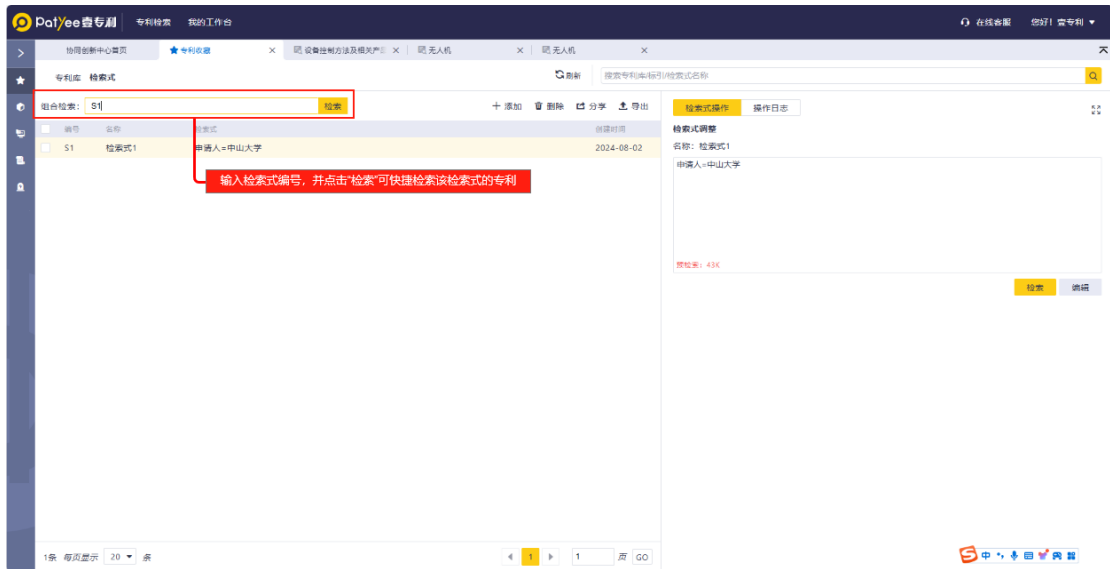 Patyee壹专利 专利检索 我的工作台 在线客服 您好! 壹专利
协同创新中心首页 专利收藏 设备控制方法及相关产 无人机 无人机
专利库 检索式 刷新 搜索专利库/标引/检索式名称
组合检索: S1 检索 添加 删除 分享 导出 检索式操作 操作日志
编号 名称 检索式 创建时间 检索式调整
S1 检索式1 申请人=中山大学 2024-08-02 名称: 检索式1
申请人=中山大学
输入检索式编号, 并点击“检索”可快捷检索该检索式的专利
预检索: 43K
检索 编辑
1条 每页显示 20 条 1 1 页 GO 中